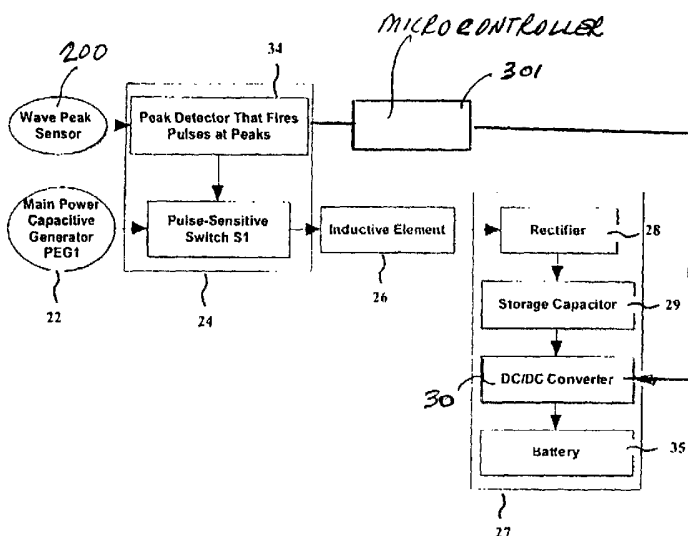 MICROCONTROLLER
200
34
301
Wave Peak
Sensor
Peak Detector That Fires
Pulses at Peaks
Main Power
Capacitive
Generator
PEG1
Pulse-Sensitive
Switch S1
Inductive Element
Rectifier
28
22
24
26
Storage Capacitor
29
30
DC/DC Converter
Battery
35
27